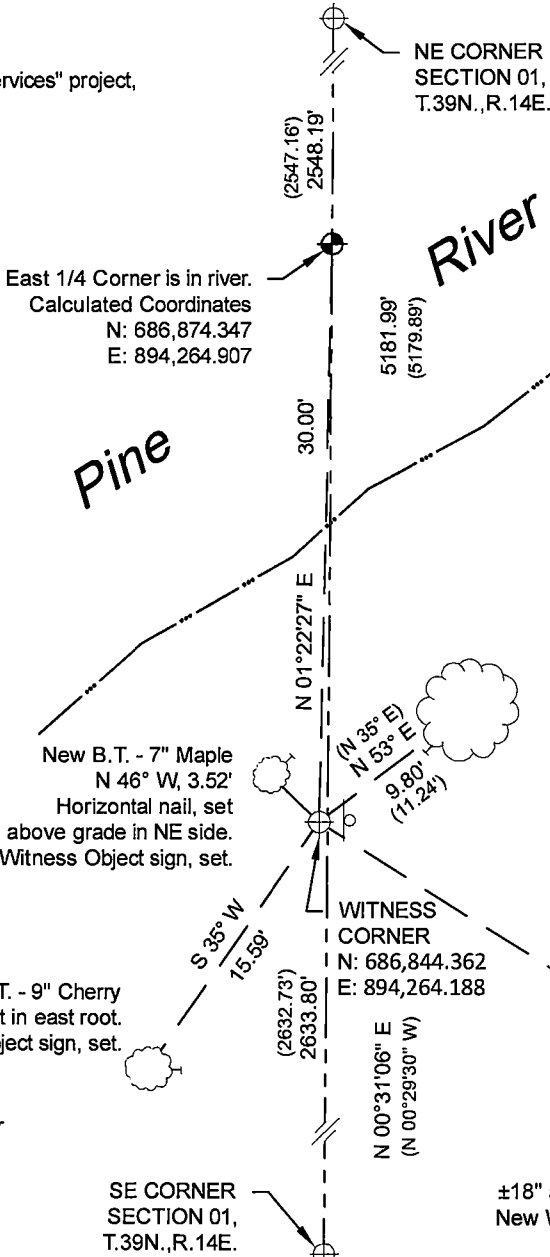 NE CORNER
SECTION 01,
T.39N.,R.14E.
ervices" project,
(2547.16')
2548.19'
River
East 1/4 Corner is in river.
Calculated Coordinates
N: 686,874.347
E: 894,264.907
5181.99'
(5179.89')
30.00'
Pine
N 01°22'27" E
(N 35° E)
N 53° E
9.80'
(11.24')
New B.T. - 7" Maple
N 46° W, 3.52'
Horizontal nail, set
above grade in NE side.
Witness Object sign, set.
S 35° W
15.59'
WITNESS
CORNER
N: 686,844.362
E: 894,264.188
T. - 9" Cherry
t in east root.
ject sign, set.
(2632.73')
2633.80'
N 00°31'06" E
(N 00°29'30" W)
SE CORNER
SECTION 01,
T.39N.,R.14E.
±18"
New